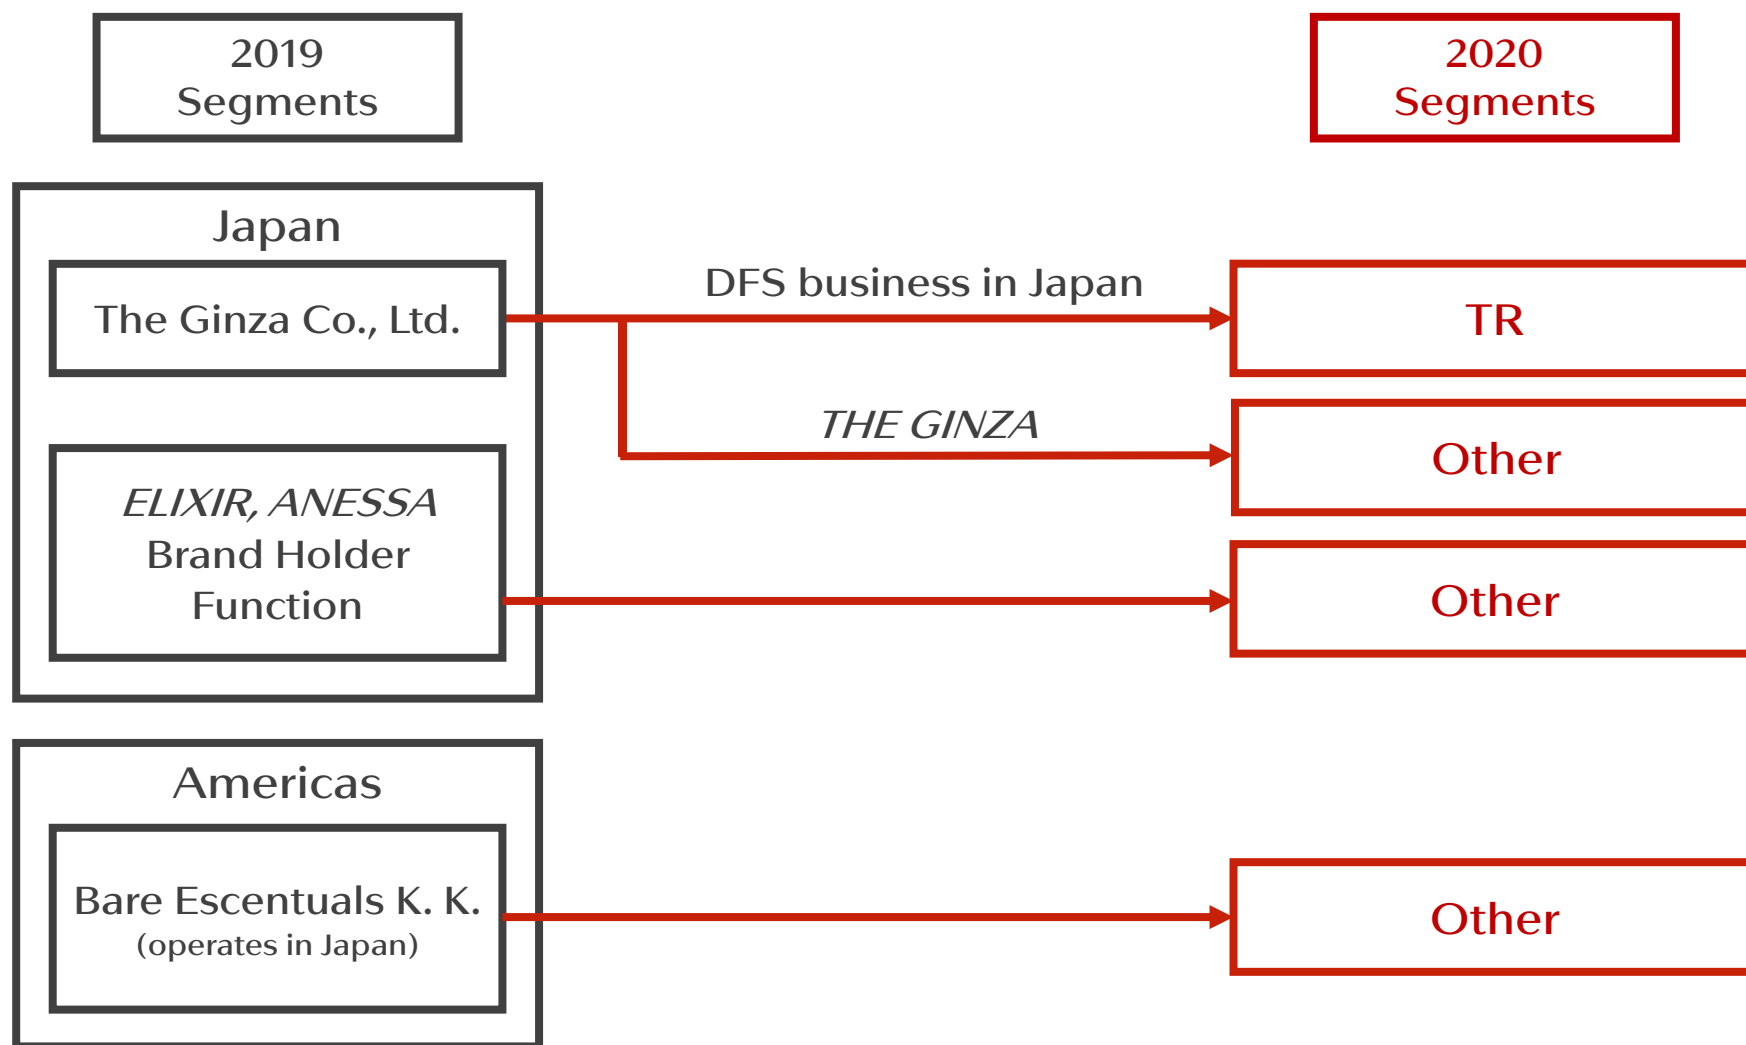 2019
Segments
2020
Segments
Japan
The Ginza Co., Ltd.
DFS business in Japan
TR
THE GINZA
Other
ELIXIR, ANESSA
Brand Holder
Function
Other
Americas
Bare Escentuals K. K.
(operates in Japan)
Other